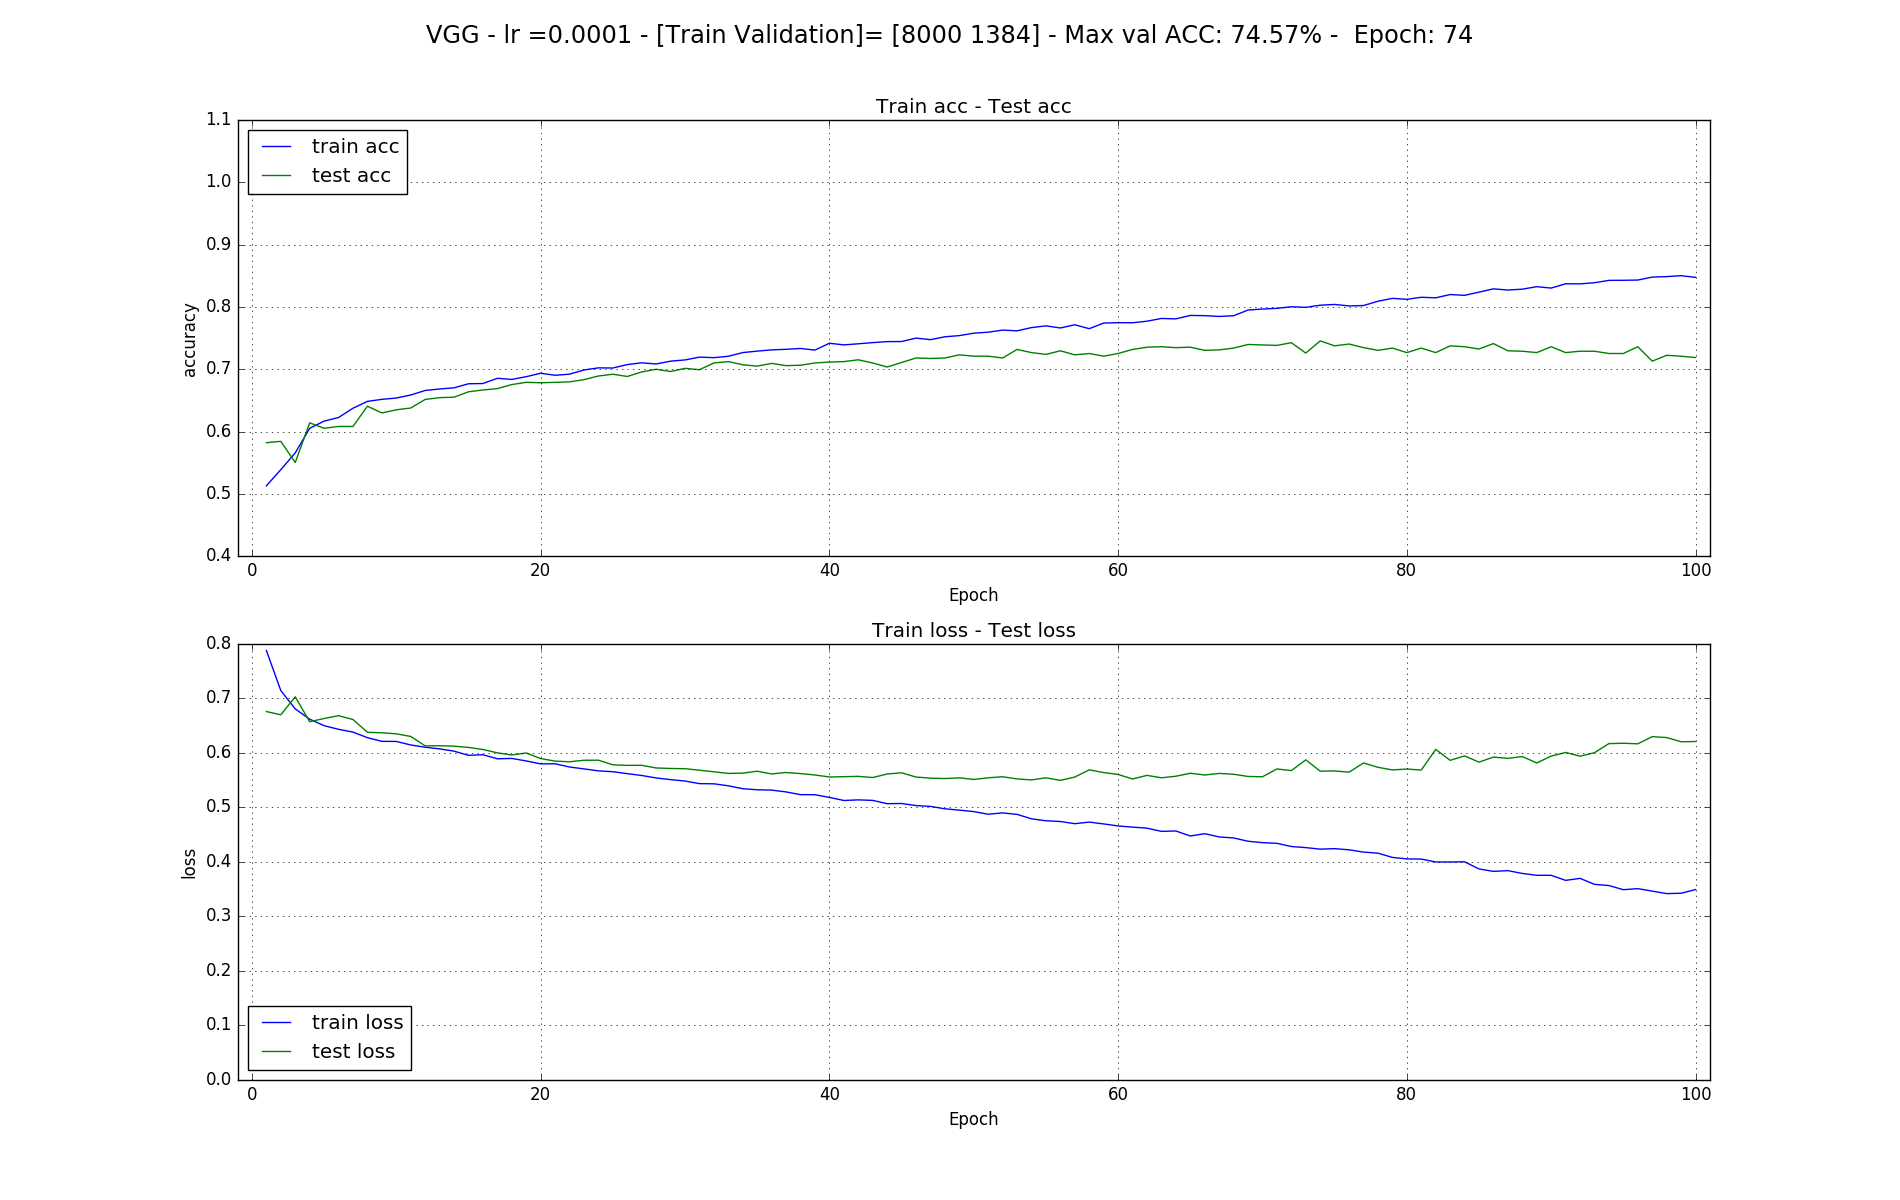 VGG - lr =0.0001 - [Train Validation]= [8000 1384] - Max val ACC: 74.57% -  Epoch: 74
Train acc - Test acc
1.1
1.0
0.9
0.8
0.7
0.6
0.5
0.4
accuracy
train acc
test acc
0 20 40 60 80 100
Epoch
Train loss - Test loss
0.8
0.7
0.6
0.5
0.4
0.3
0.2
0.1
0.0
loss
train loss
test loss
0 20 40 60 80 100
Epoch